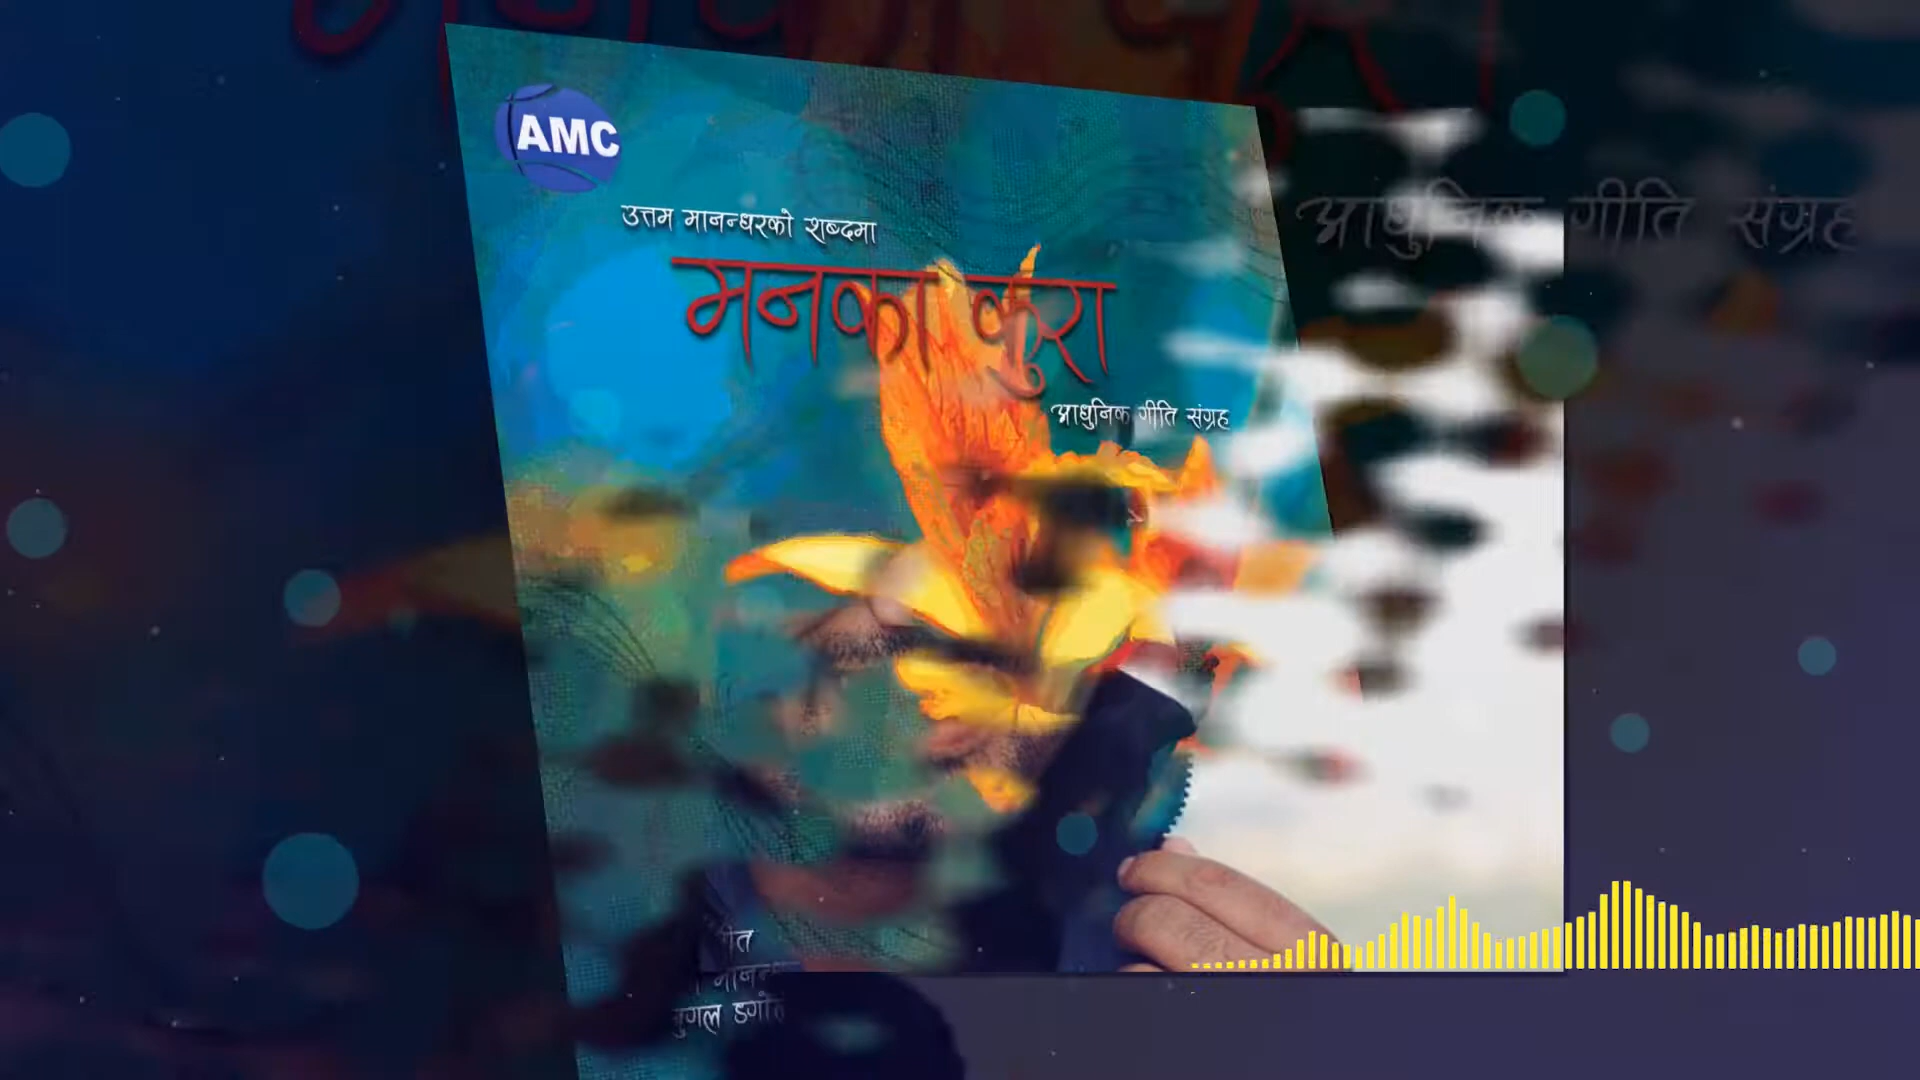 AMC
उत्तम मानन्धरको शब्दमा
मनका कुरा
आधुनिक गीति संग्रह
आधुनिक गीति संग्रह